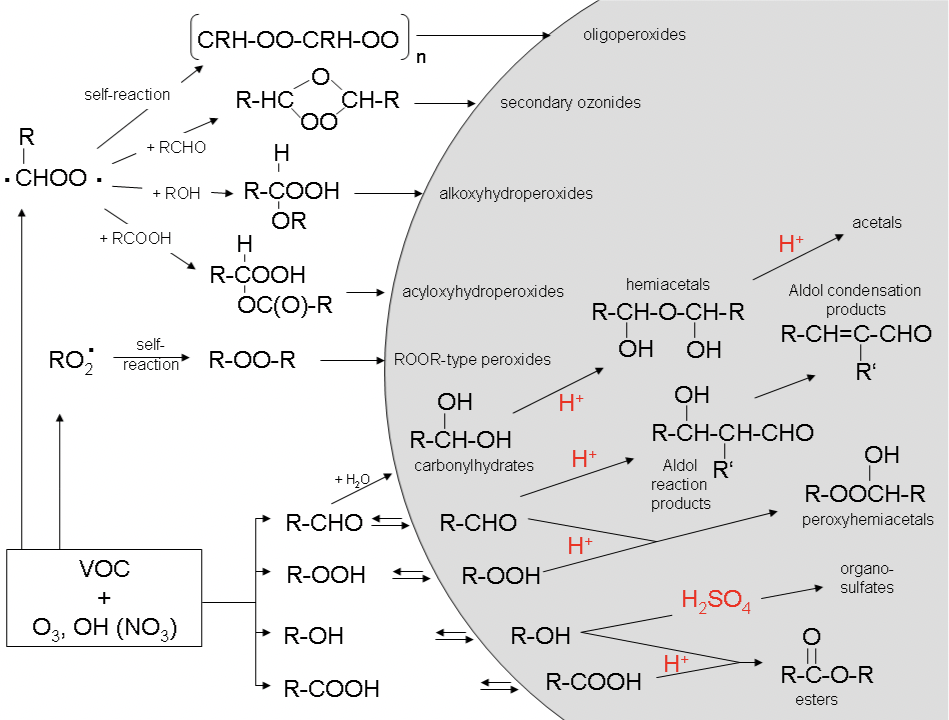 (CRH-OO-CRH-OO)n
oligoperoxides
self-reaction
O
R-HC
CH-R
OO
secondary ozonides
+ RCHO
R
·CHOO·
H
R-COOH
OR
+ ROH
alkoxyhydroperoxides
+ RCOOH
H
R-COOH
OC(O)-R
acyloxyhydroperoxides
RO₂·
self-
reaction
R-OO-R
ROOR-type peroxides
H⁺
acetals
hemiacetals
R-CH-O-CH-R
OH
OH
Aldol condensation
products
R-CH=C-CHO
R‘
OH
R-CH-OH
carbonylhydrates
H⁺
OH
R-CH-CH-CHO
R‘
Aldol
reaction
products
H⁺
+ H₂O
R-CHO
R-CHO
OH
R-OOCH-R
peroxyhemiacetals
H⁺
R-OOH
R-OOH
VOC
+
O₃, OH (NO₃)
R-OH
R-OH
H₂SO₄
organo-
sulfates
H⁺
R-COOH
R-COOH
O
R-C-O-R
esters